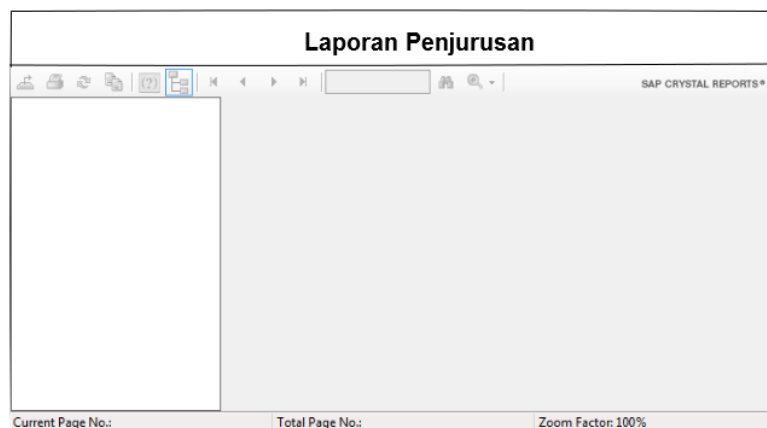 Laporan Penjurusan
SAP CRYSTAL REPORTS®
Current Page No.: Total Page No.: Zoom Factor: 100%